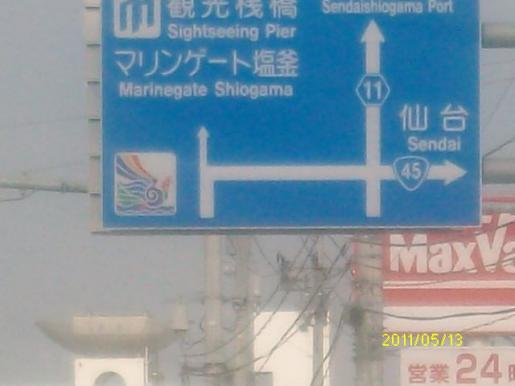 観光桟橋
Sightseeing Pier
マリンゲート塩釜
Marinegate Shiogama
Sendaishiogama Port
11
仙台
Sendai
45
MaxVa
2011/05/13
営業24時